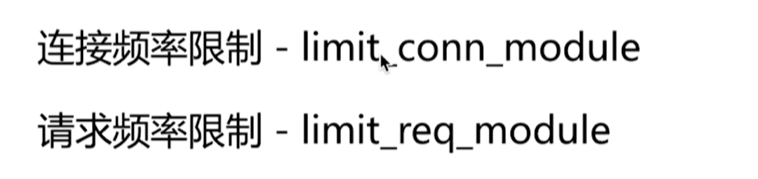 连接频率限制 - limit_conn_module
请求频率限制 - limit_req_module